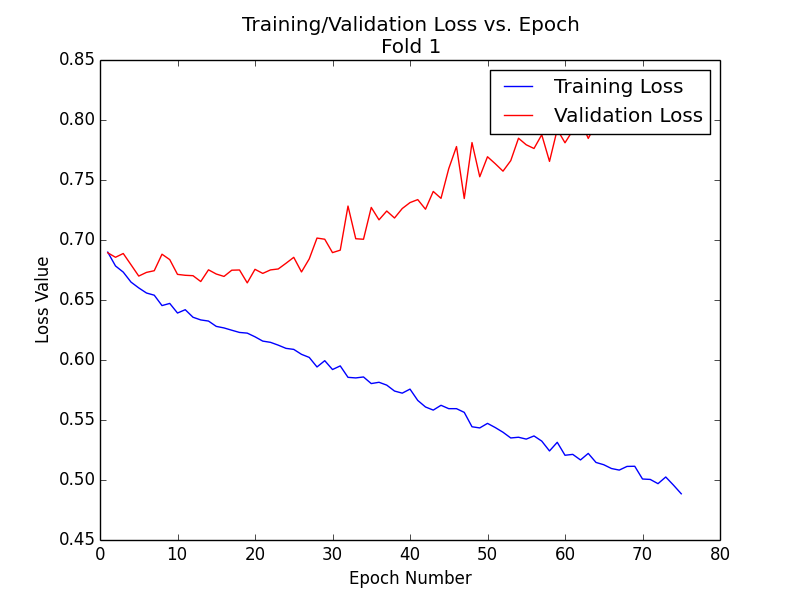 Training/Validation Loss vs. Epoch
Fold 1
Training Loss
Validation Loss
0.85
0.80
0.75
0.70
0.65
0.60
0.55
0.50
0.45
Loss Value
0 10 20 30 40 50 60 70 80
Epoch Number